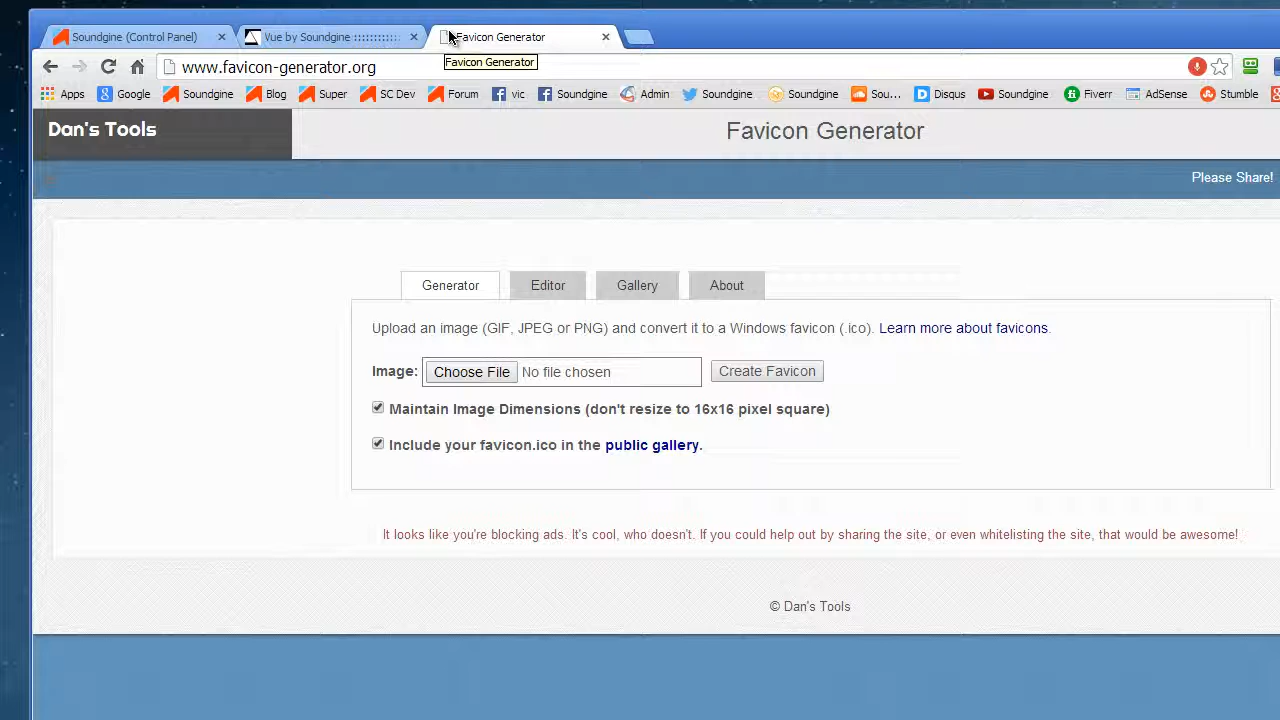 Soundgine (Control Panel)
Vue by Soundgine ::::::::::::
Favicon Generator
www.favicon-generator.org
Favicon Generator
Apps
Google
Soundgine
Blog
Super
SC Dev
Forum
vic
Soundgine
Admin
Soundgine
Sou...
Disqus
Soundgine
Fiverr
AdSense
Stumble
Dan's Tools
Favicon Generator
Please Share!
Generator
Editor
Gallery
About
Upload an image (GIF, JPEG or PNG) and convert it to a Windows favicon (.ico). Learn more about favicons.
Image: Choose File No file chosen Create Favicon
Maintain Image Dimensions (don't resize to 16x16 pixel square)
Include your favicon.ico in the public gallery.
It looks like you're blocking ads. It's cool, who doesn't. If you could help out by sharing the site, or even whitelisting the site, that would be awesome!
© Dan's Tools